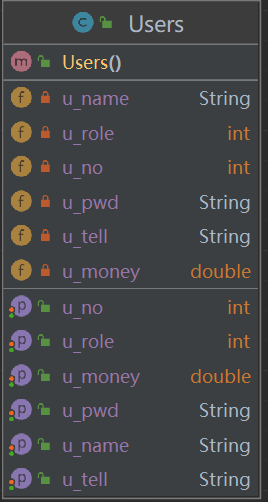 Users
Users()
u_name String
u_role int
u_no int
u_pwd String
u_tell String
u_money double
u_no int
u_role int
u_money double
u_pwd String
u_name String
u_tell String